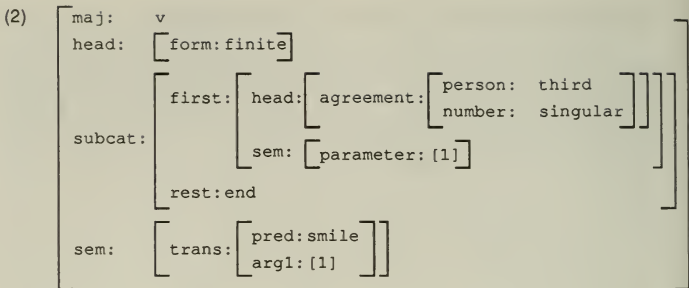 (2) maj: v
head: [form:finite]
first: head: agreement: person: third
number: singular
subcat:
sem: [parameter: [1]]
rest:end
sem: trans: pred:smile
arg1: [1]